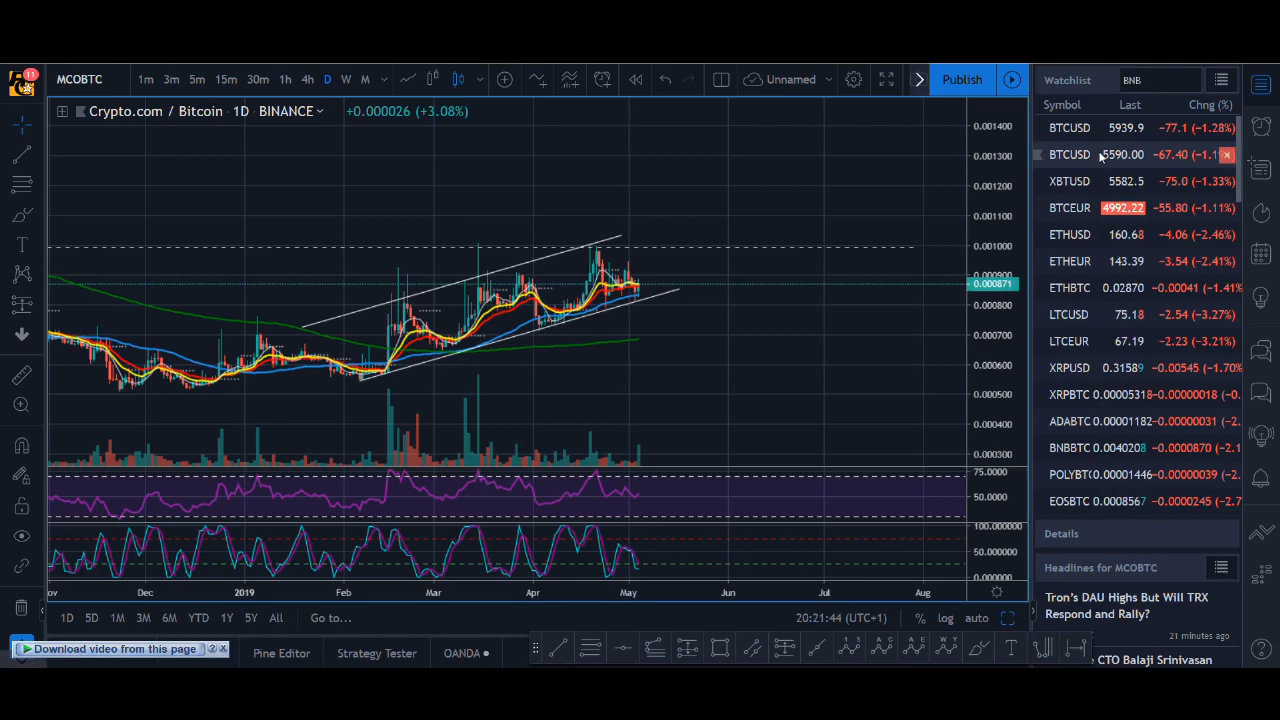 11
MCOBTC
1m 3m 5m 15m 30m 1h 4h D W M
Unnamed
Publish
Watchlist BNB
Crypto.com / Bitcoin · 1D · BINANCE +0.000026 (+3.08%)
Symbol Last Chng (%)
BTCUSD 5939.9 −77.1 (−1.28%)
BTCUSD 5590.00 −67.40 (−1.1
XBTUSD 5582.5 −75.0 (−1.33%)
BTCEUR 4992.22 −55.80 (−1.11%)
ETHUSD 160.68 −4.06 (−2.46%)
ETHEUR 143.39 −3.54 (−2.41%)
ETHBTC 0.02870 −0.00041 (−1.41%
LTCUSD 75.18 −2.54 (−3.27%)
LTCEUR 67.19 −2.23 (−3.21%)
XRPUSD 0.31589 −0.00545 (−1.70%
XRPBTC 0.00005318 −0.00000018 (−0.
ADABTC 0.00001182 −0.00000031 (−2.
BNBBTC 0.0040208 −0.0000870 (−2.1
POLYBTC 0.00001446 −0.00000039 (−2.
EOSBTC 0.0008567 −0.0000245 (−2.7
0.001400
0.001300
0.001200
0.001100
0.001000
0.000900
0.000871
0.000800
0.000700
0.000600
0.000500
0.000400
0.000300
75.0000
50.0000
100.000000
50.000000
0.000000
ov Dec 2019 Feb Mar Apr May Jun Jul Aug
Details
Headlines for MCOBTC
Tron's DAU Highs But Will TRX
Respond and Rally?
21 minutes ago
CTO Balaji Srinivasan
1D 5D 1M 3M 6M YTD 1Y 5Y All Go to... 20:21:44 (UTC+1) % log auto
Download video from this page ? X
Pine Editor Strategy Tester OANDA